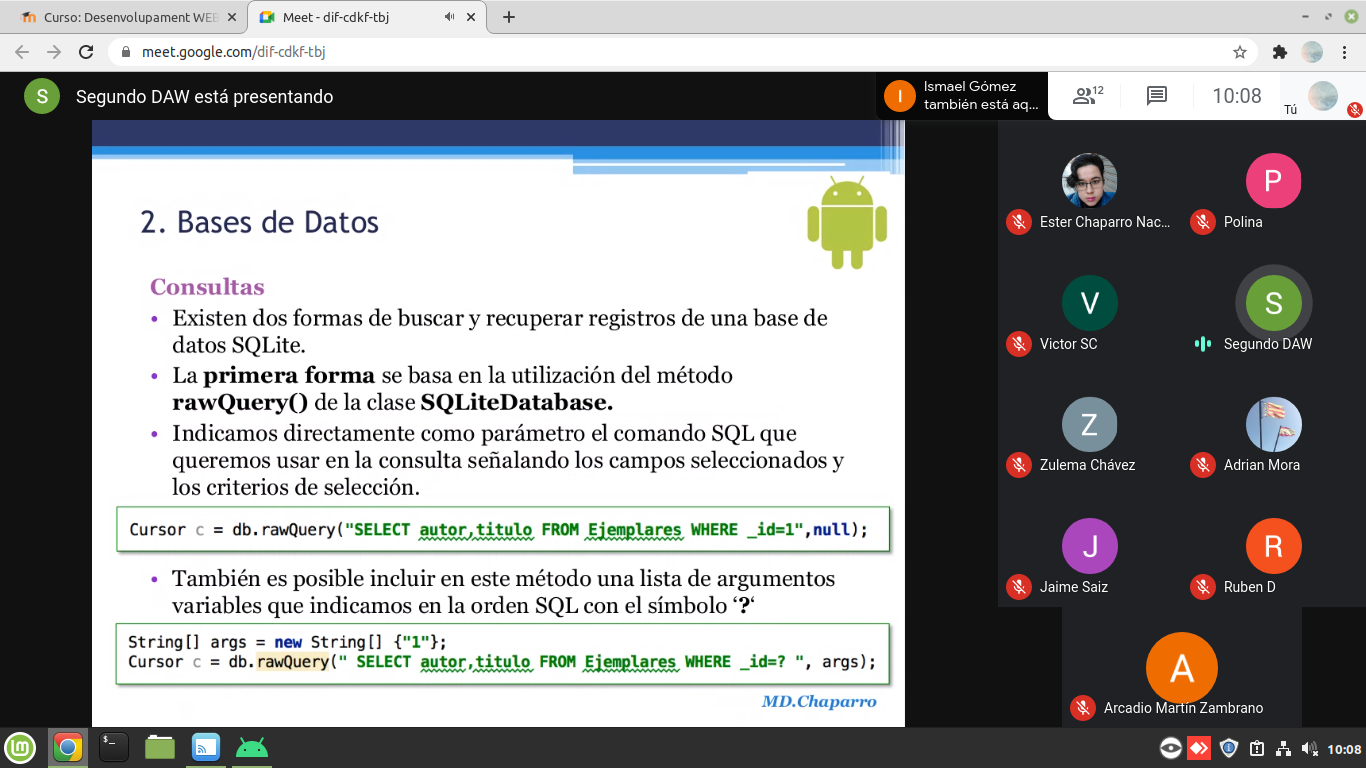 Curso: Desenvolupament WEB
Meet - dif-cdkf-tbj
meet.google.com/dif-cdkf-tbj
S
Segundo DAW está presentando
I
Ismael Gómez
también está aq...
12
10:08
Tú
2. Bases de Datos
Consultas
• Existen dos formas de buscar y recuperar registros de una base de
datos SQLite.
• La primera forma se basa en la utilización del método
rawQuery() de la clase SQLiteDatabase.
• Indicamos directamente como parámetro el comando SQL que
queremos usar en la consulta señalando los campos seleccionados y
los criterios de selección.
Cursor c = db.rawQuery("SELECT autor,titulo FROM Ejemplares WHERE _id=1",null);
• También es posible incluir en este método una lista de argumentos
variables que indicamos en la orden SQL con el símbolo ‘?‘
String[] args = new String[] {"1"};
Cursor c = db.rawQuery(" SELECT autor,titulo FROM Ejemplares WHERE _id=? ", args);
MD.Chaparro
Ester Chaparro Nac...
P
Polina
V
Victor SC
S
Segundo DAW
Z
Zulema Chávez
Adrian Mora
J
Jaime Saiz
R
Ruben D
A
Arcadio Martín Zambrano
10:08